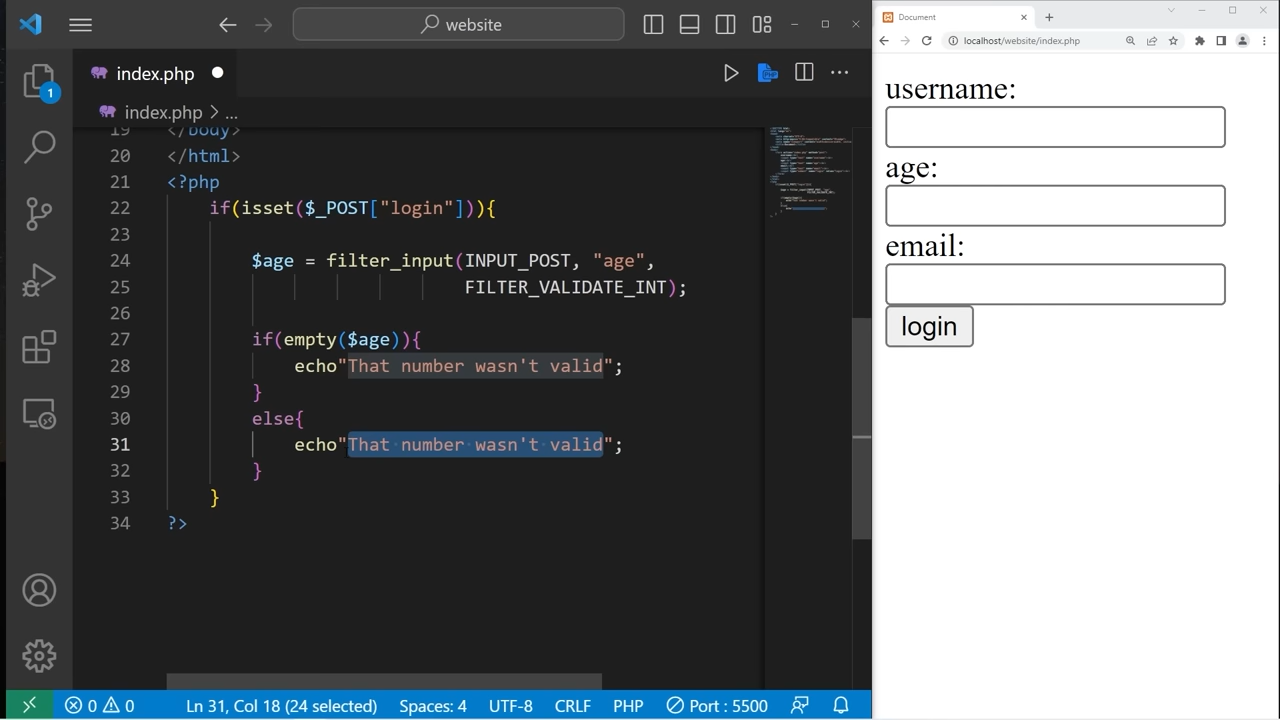 website
index.php
index.php > ...
1
19 </body>
20 </html>
21 <?php
22 if(isset($_POST["login"])){
23
24 $age = filter_input(INPUT_POST, "age",
25 FILTER_VALIDATE_INT);
26
27 if(empty($age)){
28 echo"That number wasn't valid";
29 }
30 else{
31 echo"That number wasn't valid";
32 }
33 }
34 ?>
0 0 Ln 31, Col 18 (24 selected) Spaces: 4 UTF-8 CRLF PHP Port : 5500
Document
localhost/website/index.php
username:
age:
email:
login